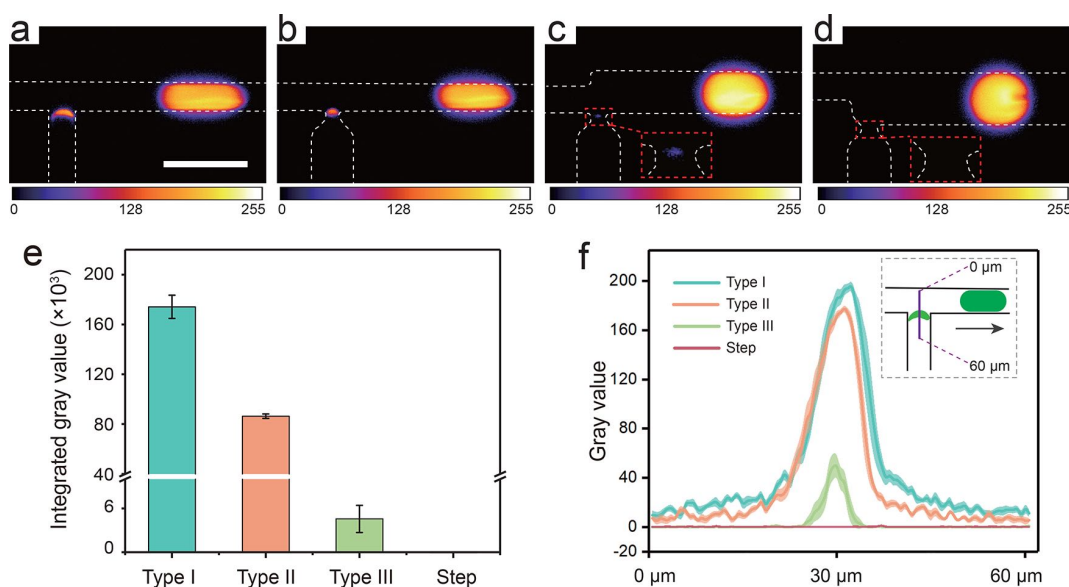 a
b
c
d
0 128 255
0 128 255
0 128 255
0 128 255
e
Integrated gray value (×10³)
200
160
120
80
40
6
0
Type I Type II Type III Step
f
Gray value
200
160
120
80
40
0
-20
Type I
Type II
Type III
Step
0 μm
60 μm
0 μm 30 μm 60 μm